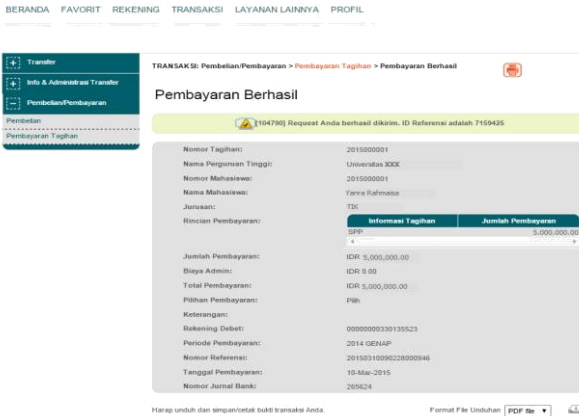 BERANDA FAVORIT REKENING TRANSAKSI LAYANAN LAINNYA PROFIL
[+] Transfer
[+] Info & Administrasi Transfer
[−] Pembelian/Pembayaran
Pembelian
Pembayaran Tagihan
TRANSAKSI: Pembelian/Pembayaran > Pembayaran Tagihan > Pembayaran Berhasil
Pembayaran Berhasil
[104790] Request Anda berhasil dikirim. ID Referensi adalah 7159425
Nomor Tagihan: 2015000001
Nama Perguruan Tinggi: Universitas XXX
Nomor Mahasiswa: 2015000001
Nama Mahasiswa: Yanra Rahmaisa
Jurusan: TIK
Rincian Pembayaran: Informasi Tagihan Jumlah Pembayaran
SPP 5.000,000.00
Jumlah Pembayaran: IDR 5,000,000.00
Biaya Admin: IDR 0.00
Total Pembayaran: IDR 5,000,000.00
Pilihan Pembayaran: Pilih
Keterangan:
Rekening Debet: 00000000330135523
Periode Pembayaran: 2014 GENAP
Nomor Referensi: 20150310090228000946
Tanggal Pembayaran: 10-Mac-2015
Nomor Jurnal Bank: 265624
Harap unduh dan simpan/cetak bukti transaksi Anda. Format File Unduhan PDF file